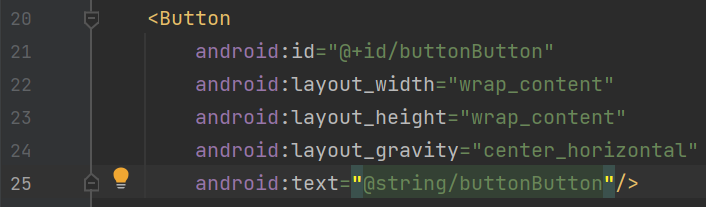 20 <Button
21 android:id="@+id/buttonButton"
22 android:layout_width="wrap_content"
23 android:layout_height="wrap_content"
24 android:layout_gravity="center_horizontal"
25 android:text="@string/buttonButton"/>